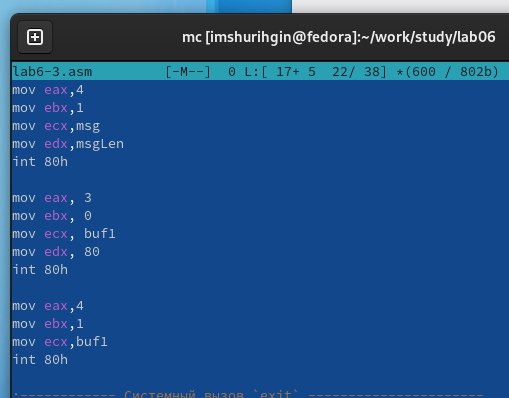 mc [imshurihgin@fedora]:~/work/study/lab06
lab6-3.asm [-M--] 0 L:[ 17+ 5 22/ 38] *(600 / 802b)
mov eax,4
mov ebx,1
mov ecx,msg
mov edx,msgLen
int 80h
mov eax, 3
mov ebx, 0
mov ecx, buf1
mov edx, 80
int 80h
mov eax,4
mov ebx,1
mov ecx,buf1
int 80h
;------------ Системный вызов `exit` ----------------------